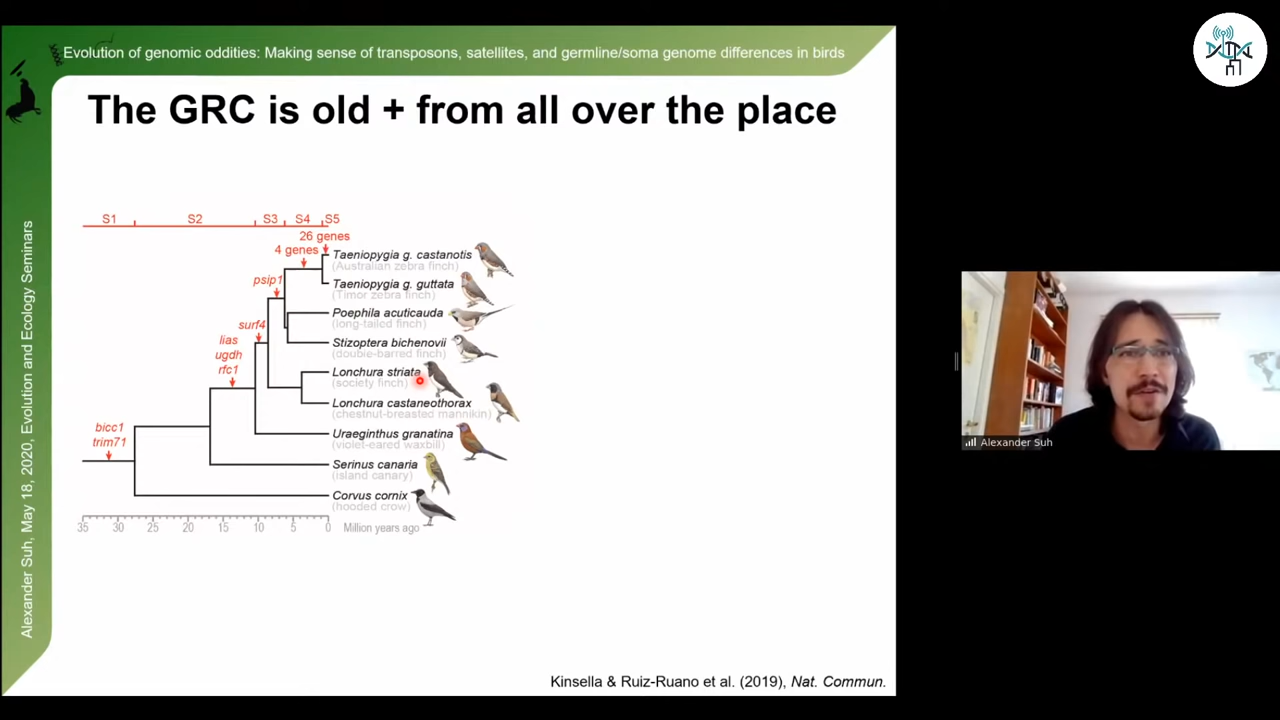 Evolution of genomic oddities: Making sense of transposons, satellites, and germline/soma genome differences in birds
The GRC is old + from all over the place
Alexander Suh, May 18, 2020, Evolution and Ecology Seminars
S1 S2 S3 S4 S5
26 genes
4 genes
Taeniopygia g. castanotis
(Australian zebra finch)
psip1
Taeniopygia g. guttata
(Timor zebra finch)
Poephila acuticauda
(long-tailed finch)
surf4
lias
ugdh
rfc1
Stizoptera bichenovii
(double-barred finch)
Lonchura striata
(society finch)
Lonchura castaneothorax
(chestnut-breasted mannikin)
bicc1
trim71
Uraeginthus granatina
(violet-eared waxbill)
Serinus canaria
(island canary)
Corvus cornix
(hooded crow)
35 30 25 20 15 10 5 0 Million years ago
Kinsella & Ruiz-Ruano et al. (2019), Nat. Commun.
Alexander Suh